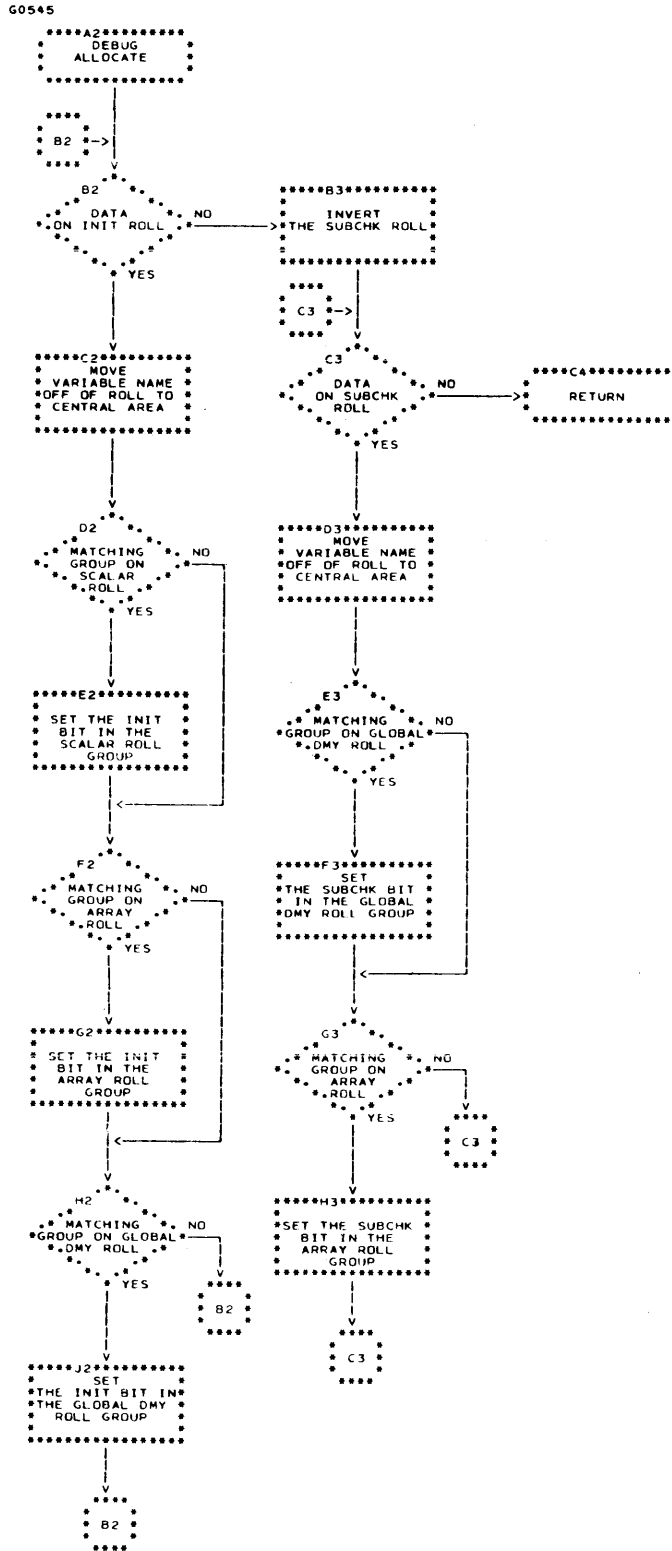 G0545
A2
DEBUG
ALLOCATE
B2
B2
DATA
ON INIT ROLL
NO
YES
B3
INVERT
THE SUBCHK ROLL
C3
C2
MOVE
VARIABLE NAME
OFF OF ROLL TO
CENTRAL AREA
C3
DATA
ON SUBCHK
ROLL
NO
YES
C4
RETURN
D2
MATCHING
GROUP ON
SCALAR
ROLL
NO
YES
D3
MOVE
VARIABLE NAME
OFF OF ROLL TO
CENTRAL AREA
E2
SET THE INIT
BIT IN THE
SCALAR ROLL
GROUP
E3
MATCHING
GROUP ON GLOBAL
DMY ROLL
NO
YES
F2
MATCHING
GROUP ON
ARRAY
ROLL
NO
YES
F3
SET
THE SUBCHK BIT
IN THE GLOBAL
DMY ROLL GROUP
G2
SET THE INIT
BIT IN THE
ARRAY ROLL
GROUP
G3
MATCHING
GROUP ON
ARRAY
ROLL
NO
YES
C3
H2
MATCHING
GROUP ON GLOBAL
DMY ROLL
NO
YES
B2
H3
SET THE SUBCHK
BIT IN THE
ARRAY ROLL
GROUP
C3
J2
SET
THE INIT BIT IN
THE GLOBAL DMY
ROLL GROUP
B2